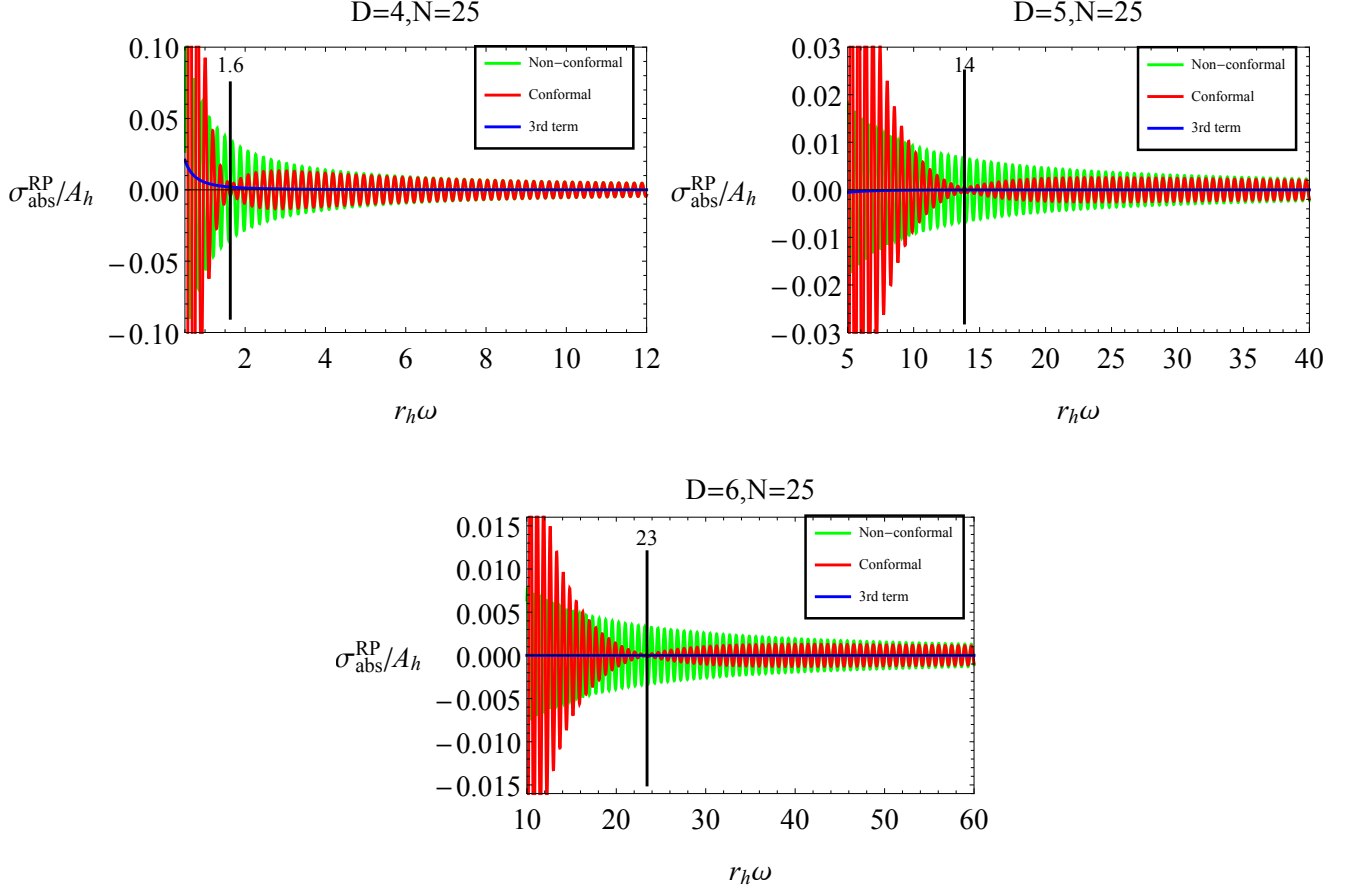 D=4,N=25
0.10
0.05
0.00
−0.05
−0.10
σ_abs^RP/A_h
1.6
Non−conformal
Conformal
3rd term
2 4 6 8 10 12
r_h ω
D=5,N=25
0.03
0.02
0.01
0.00
−0.01
−0.02
−0.03
σ_abs^RP/A_h
14
Non−conformal
Conformal
3rd term
5 10 15 20 25 30 35 40
r_h ω
D=6,N=25
0.015
0.010
0.005
0.000
−0.005
−0.010
−0.015
σ_abs^RP/A_h
23
Non−conformal
Conformal
3rd term
10 20 30 40 50 60
r_h ω